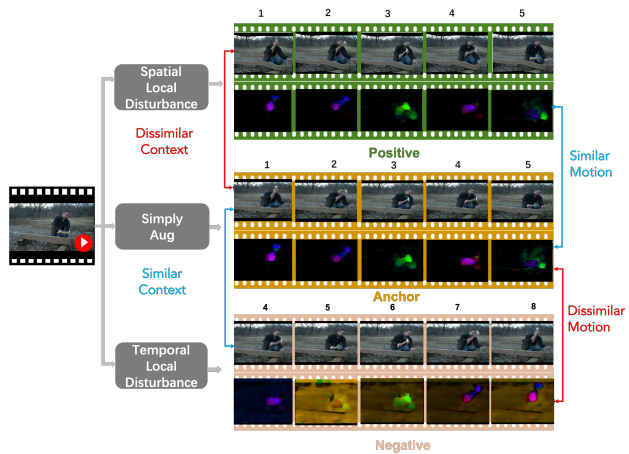 1 2 3 4 5
Spatial
Local
Disturbance
Dissimilar
Context
Positive
Similar
Motion
1 2 3 4 5
Simply
Aug
Similar
Context
Anchor
Dissimilar
Motion
4 5 6 7 8
Temporal
Local
Disturbance
Negative